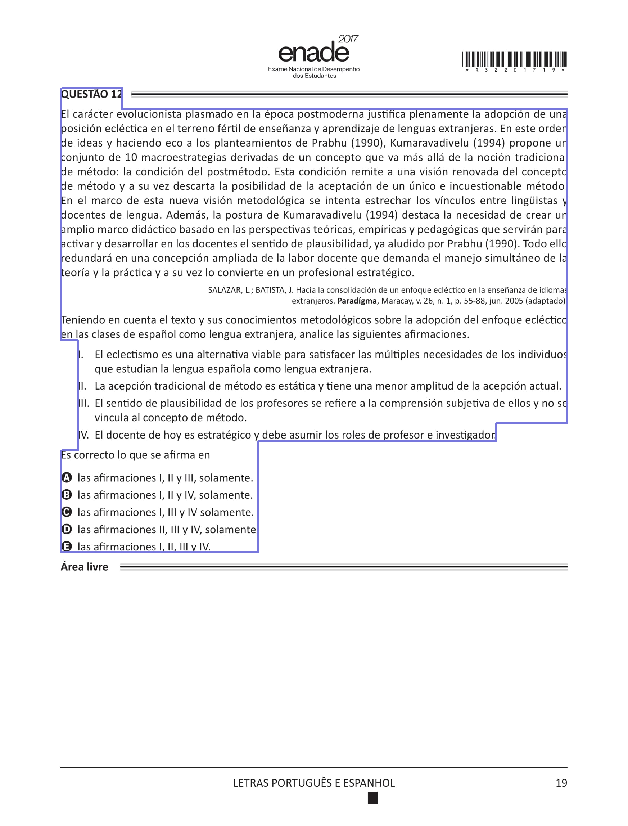 enade 2017
Exame Nacional de Desempenho
dos Estudantes
QUESTÃO 12
El carácter evolucionista plasmado en la época postmoderna justifica plenamente la adopción de una
posición ecléctica en el terreno fértil de enseñanza y aprendizaje de lenguas extranjeras. En este orden
de ideas y haciendo eco a los planteamientos de Prabhu (1990), Kumaravadivelu (1994) propone un
conjunto de 10 macroestrategias derivadas de un concepto que va más allá de la noción tradicional
de método: la condición del postmétodo. Esta condición remite a una visión renovada del concepto
de método y a su vez descarta la posibilidad de la aceptación de un único e incuestionable método.
En el marco de esta nueva visión metodológica se intenta estrechar los vínculos entre lingüistas y
docentes de lengua. Además, la postura de Kumaravadivelu (1994) destaca la necesidad de crear un
amplio marco didáctico basado en las perspectivas teóricas, empíricas y pedagógicas que servirán para
activar y desarrollar en los docentes el sentido de plausibilidad, ya aludido por Prabhu (1990). Todo ello
redundará en una concepción ampliada de la labor docente que demanda el manejo simultáneo de la
teoría y la práctica y a su vez lo convierte en un profesional estratégico.
SALAZAR, L.; BATISTA, J. Hacia la consolidación de un enfoque ecléctico en la enseñanza de idiomas
extranjeros. Paradígma, Maracay, v. 26, n. 1, p. 55-88, jun. 2005 (adaptado).
Teniendo en cuenta el texto y sus conocimientos metodológicos sobre la adopción del enfoque ecléctico
en las clases de español como lengua extranjera, analice las siguientes afirmaciones.
I. El eclectismo es una alternativa viable para satisfacer las múltiples necesidades de los individuos
que estudian la lengua española como lengua extranjera.
II. La acepción tradicional de método es estática y tiene una menor amplitud de la acepción actual.
III. El sentido de plausibilidad de los profesores se refiere a la comprensión subjetiva de ellos y no se
vincula al concepto de método.
IV. El docente de hoy es estratégico y debe asumir los roles de profesor e investigador.
Es correcto lo que se afirma en
A las afirmaciones I, II y III, solamente.
B las afirmaciones I, II y IV, solamente.
C las afirmaciones I, III y IV solamente.
D las afirmaciones II, III y IV, solamente.
E las afirmaciones I, II, III y IV.
Área livre
LETRAS PORTUGUÊS E ESPANHOL 19